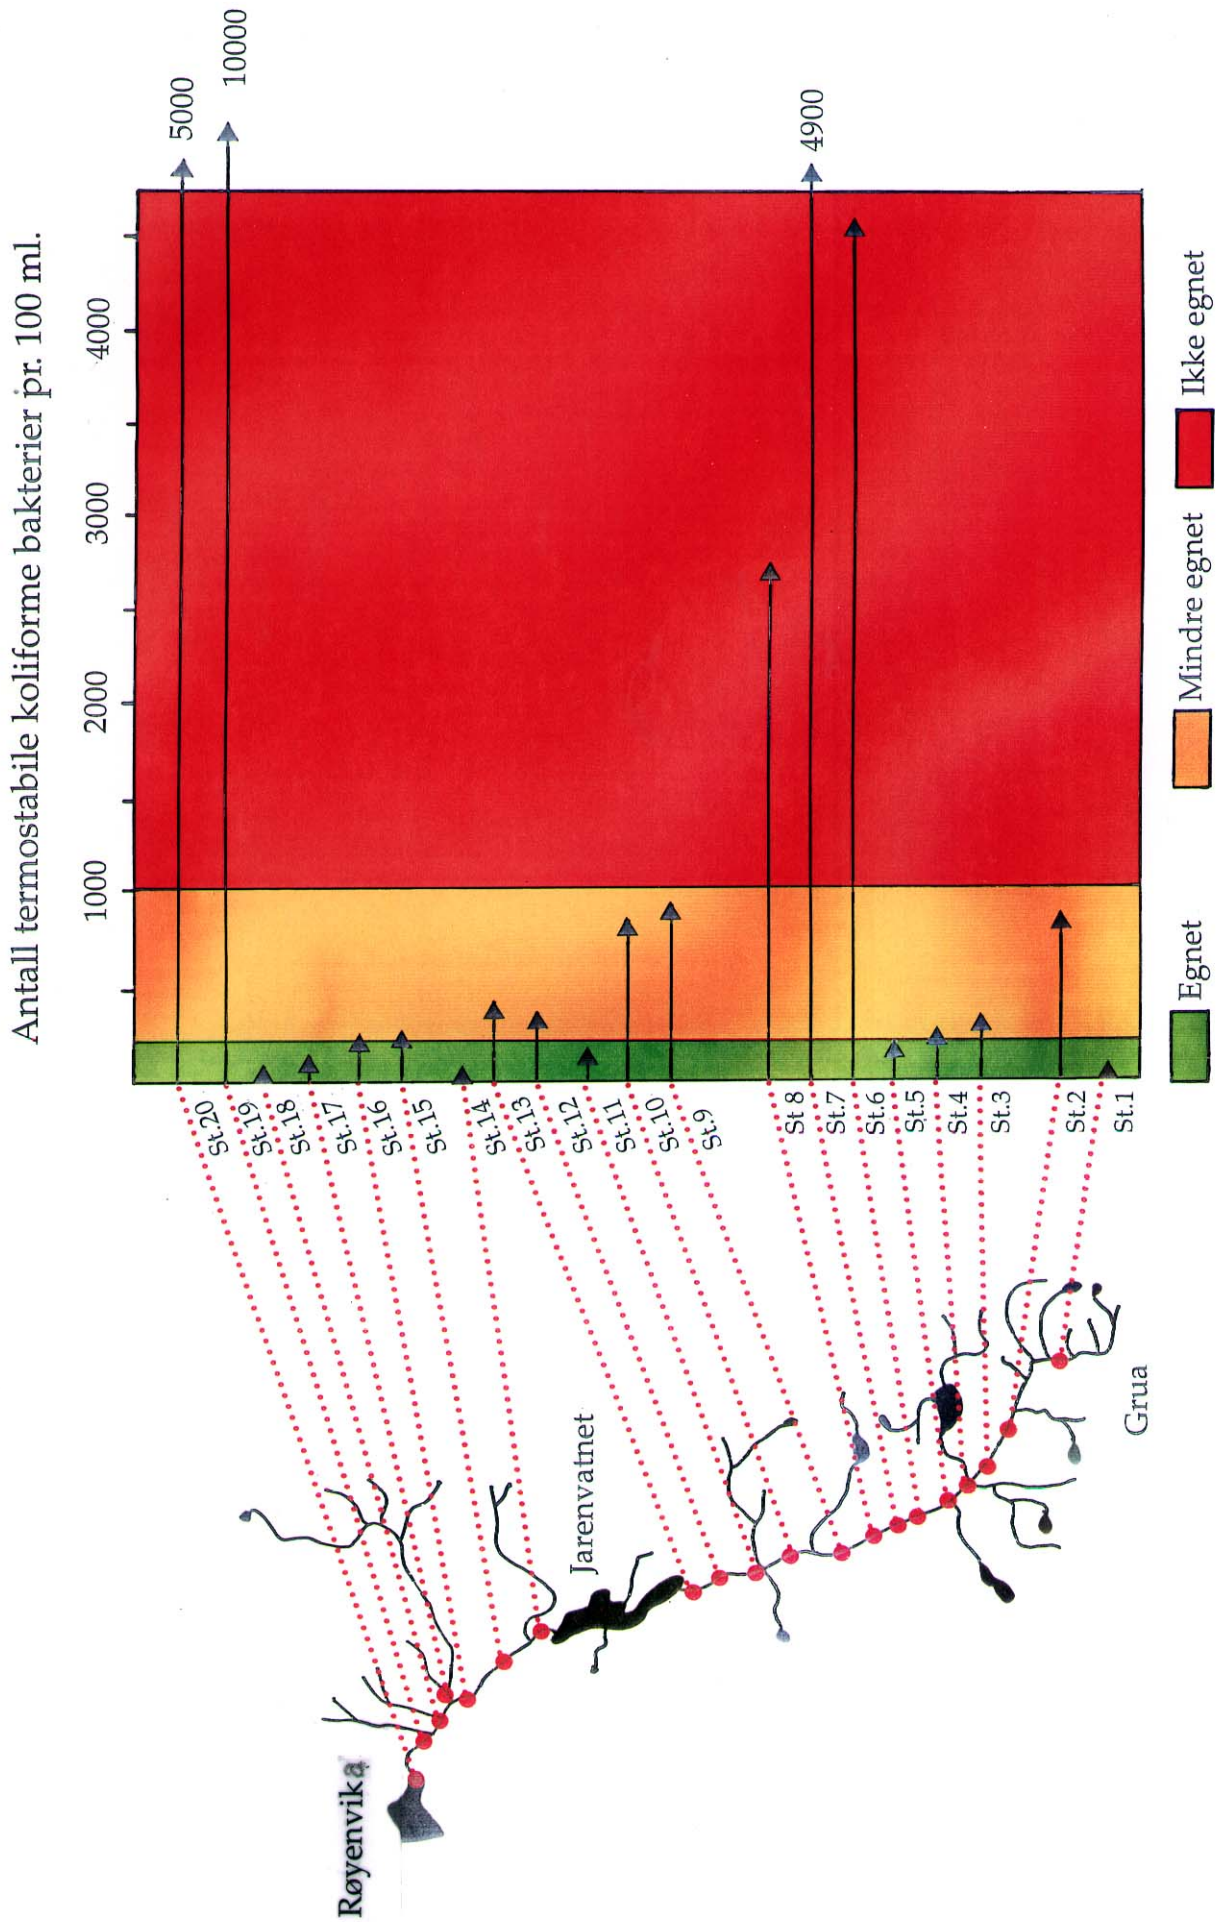 Antall termostabile koliforme bakterier pr. 100 ml.
1000
2000
3000
4000
5000
10000
4900
St.20
St.19
St.18
St.17
St.16
St.15
St.14
St.13
St.12
St.11
St.10
St.9
St 8
St.7
St.6
St.5
St.4
St.3
St.2
St.1
Røyenvika
Jarenvatnet
Grua
Egnet
Mindre egnet
Ikke egnet